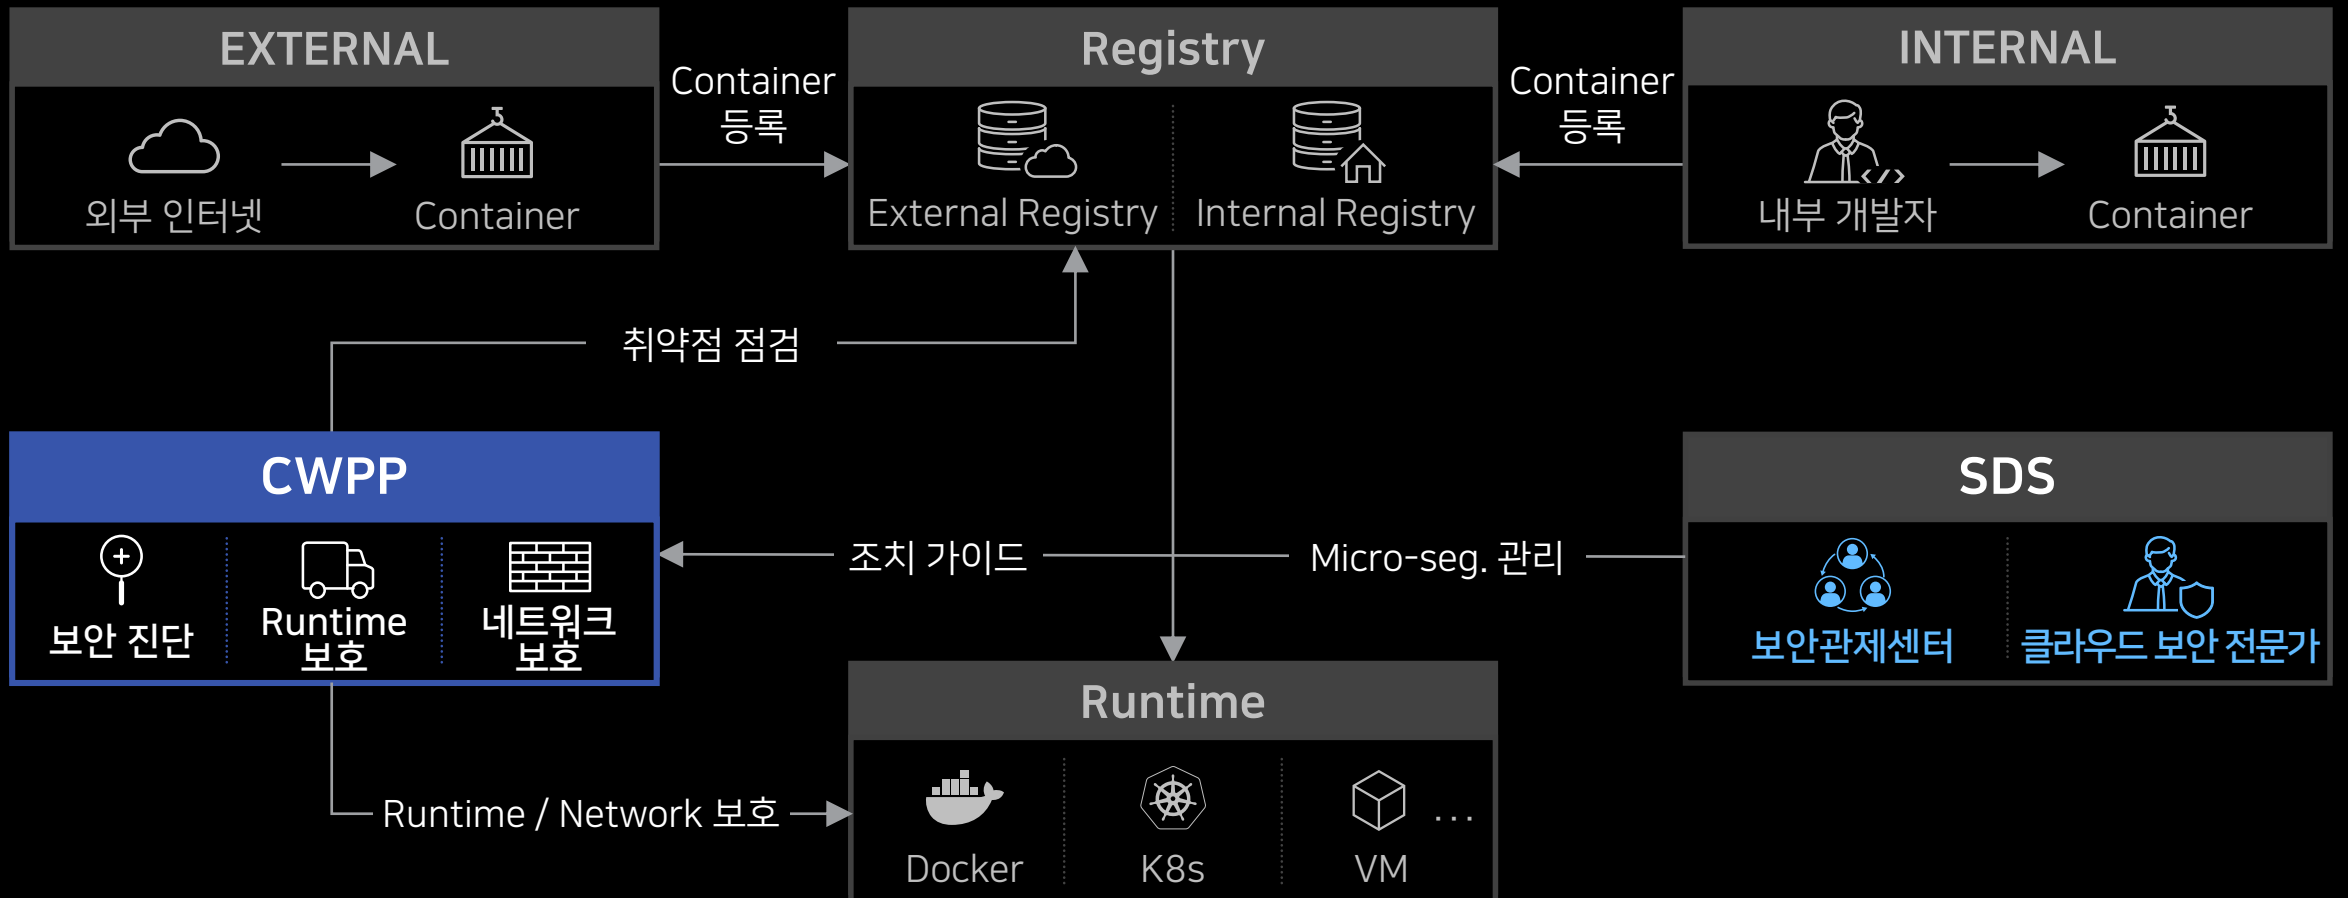 EXTERNAL
외부 인터넷
Container
Container
등록
Registry
External Registry
Internal Registry
Container
등록
INTERNAL
내부 개발자
Container
취약점 점검
CWPP
보안 진단
Runtime
보호
네트워크
보호
조치 가이드
Micro-seg. 관리
SDS
보안관제센터
클라우드 보안 전문가
Runtime / Network 보호
Runtime
Docker
K8s
VM
...